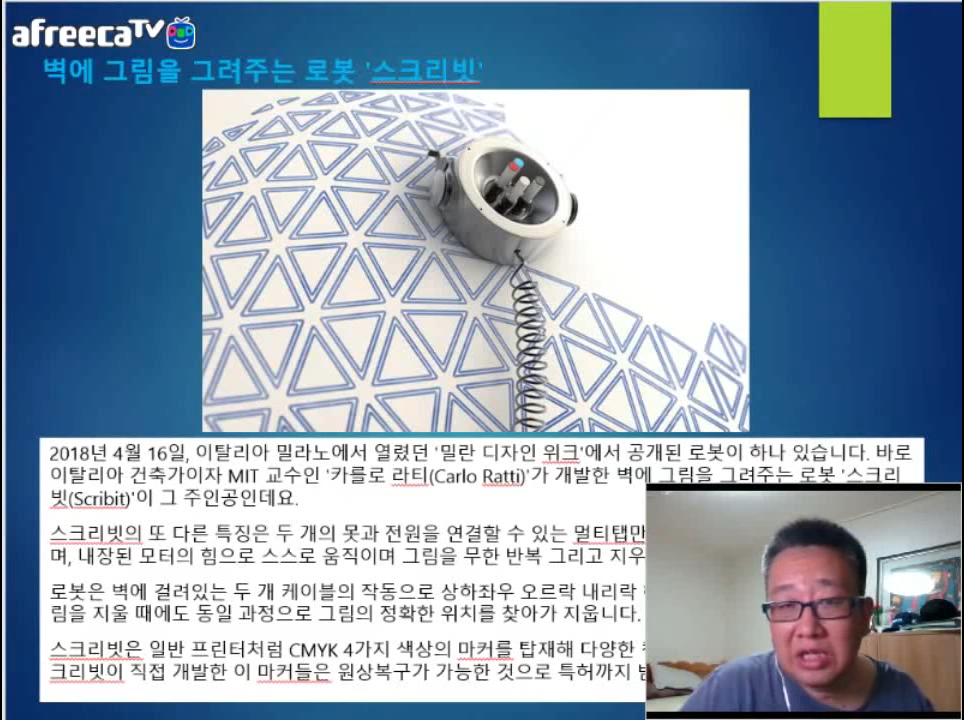 afreecaTV
벽에 그림을 그려주는 로봇 '스크리빗'
2018년 4월 16일, 이탈리아 밀라노에서 열렸던 '밀란 디자인 위크'에서 공개된 로봇이 하나 있습니다. 바로
이탈리아 건축가이자 MIT 교수인 '카를로 라티(Carlo Ratti)'가 개발한 벽에 그림을 그려주는 로봇 '스크리
빗(Scribit)'이 그 주인공인데요.
스크리빗의 또 다른 특징은 두 개의 못과 전원을 연결할 수 있는 멀티탭만
며, 내장된 모터의 힘으로 스스로 움직이며 그림을 무한 반복 그리고 지우
로봇은 벽에 걸려있는 두 개 케이블의 작동으로 상하좌우 오르락 내리락
림을 지울 때에도 동일 과정으로 그림의 정확한 위치를 찾아가 지웁니다.
스크리빗은 일반 프린터처럼 CMYK 4가지 색상의 마커를 탑재해 다양한
크리빗이 직접 개발한 이 마커들은 원상복구가 가능한 것으로 특허까지